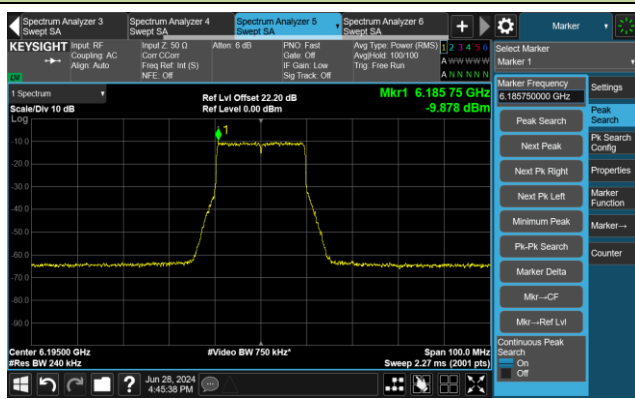 Spectrum Analyzer 3
Swept SA
Spectrum Analyzer 4
Swept SA
Spectrum Analyzer 5
Swept SA
Spectrum Analyzer 6
Swept SA
+
Marker
KEYSIGHT
Input: RF
Coupling: AC
Align: Auto
Input Z: 50 Ω
Corr CCorr
Freq Ref: Int (S)
NFE: Off
Atten: 6 dB
PNO: Fast
Gate: Off
IF Gain: Low
Sig Track: Off
Avg Type: Power (RMS)
Avg|Hold: 100/100
Trig: Free Run
1 2 3 4 5 6
A W W W W W
A N N N N N
Select Marker
Marker 1
1 Spectrum
Scale/Div 10 dB
Log
Ref Lvl Offset 22.20 dB
Ref Level 0.00 dBm
Mkr1 6.185 75 GHz
-9.878 dBm
1
-10.0
-20.0
-30.0
-40.0
-50.0
-60.0
-70.0
-80.0
-90.0
Center 6.19500 GHz
#Res BW 240 kHz
#Video BW 750 kHz*
Span 100.0 MHz
Sweep 2.27 ms (2001 pts)
Marker Frequency
6.185750000 GHz
Peak Search
Next Peak
Next Pk Right
Next Pk Left
Minimum Peak
Pk-Pk Search
Marker Delta
Mkr→CF
Mkr→Ref Lvl
Continuous Peak
Search
On
Off
Settings
Peak
Search
Pk Search
Config
Properties
Marker
Function
Marker→
Counter
?
Jun 28, 2024
4:45:38 PM